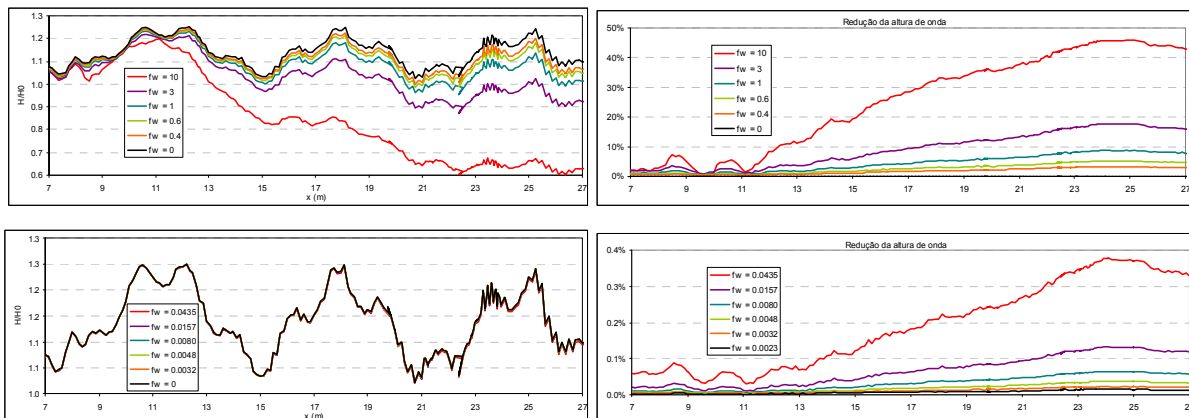 1.3
1.2
1.1
1.0
0.9
0.8
0.7
0.6
H/H0
fw = 10
fw = 3
fw = 1
fw = 0.6
fw = 0.4
fw = 0
7 9 11 13 15 17 19 21 23 25 27
x (m)
Redução da altura de onda
50%
40%
30%
20%
10%
0%
fw = 10
fw = 3
fw = 1
fw = 0.6
fw = 0.4
fw = 0
7 9 11 13 15 17 19 21 23 25 27
1.3
1.3
1.2
1.2
1.1
1.1
1.0
H/H0
fw = 0.0435
fw = 0.0157
fw = 0.0080
fw = 0.0048
fw = 0.0032
fw = 0
7 9 11 13 15 17 19 21 23 25 27
x (m)
Redução da altura de onda
0.4%
0.3%
0.2%
0.1%
0.0%
fw = 0.0435
fw = 0.0157
fw = 0.0080
fw = 0.0048
fw = 0.0032
fw = 0.0023
7 9 11 13 15 17 19 21 23 25 27